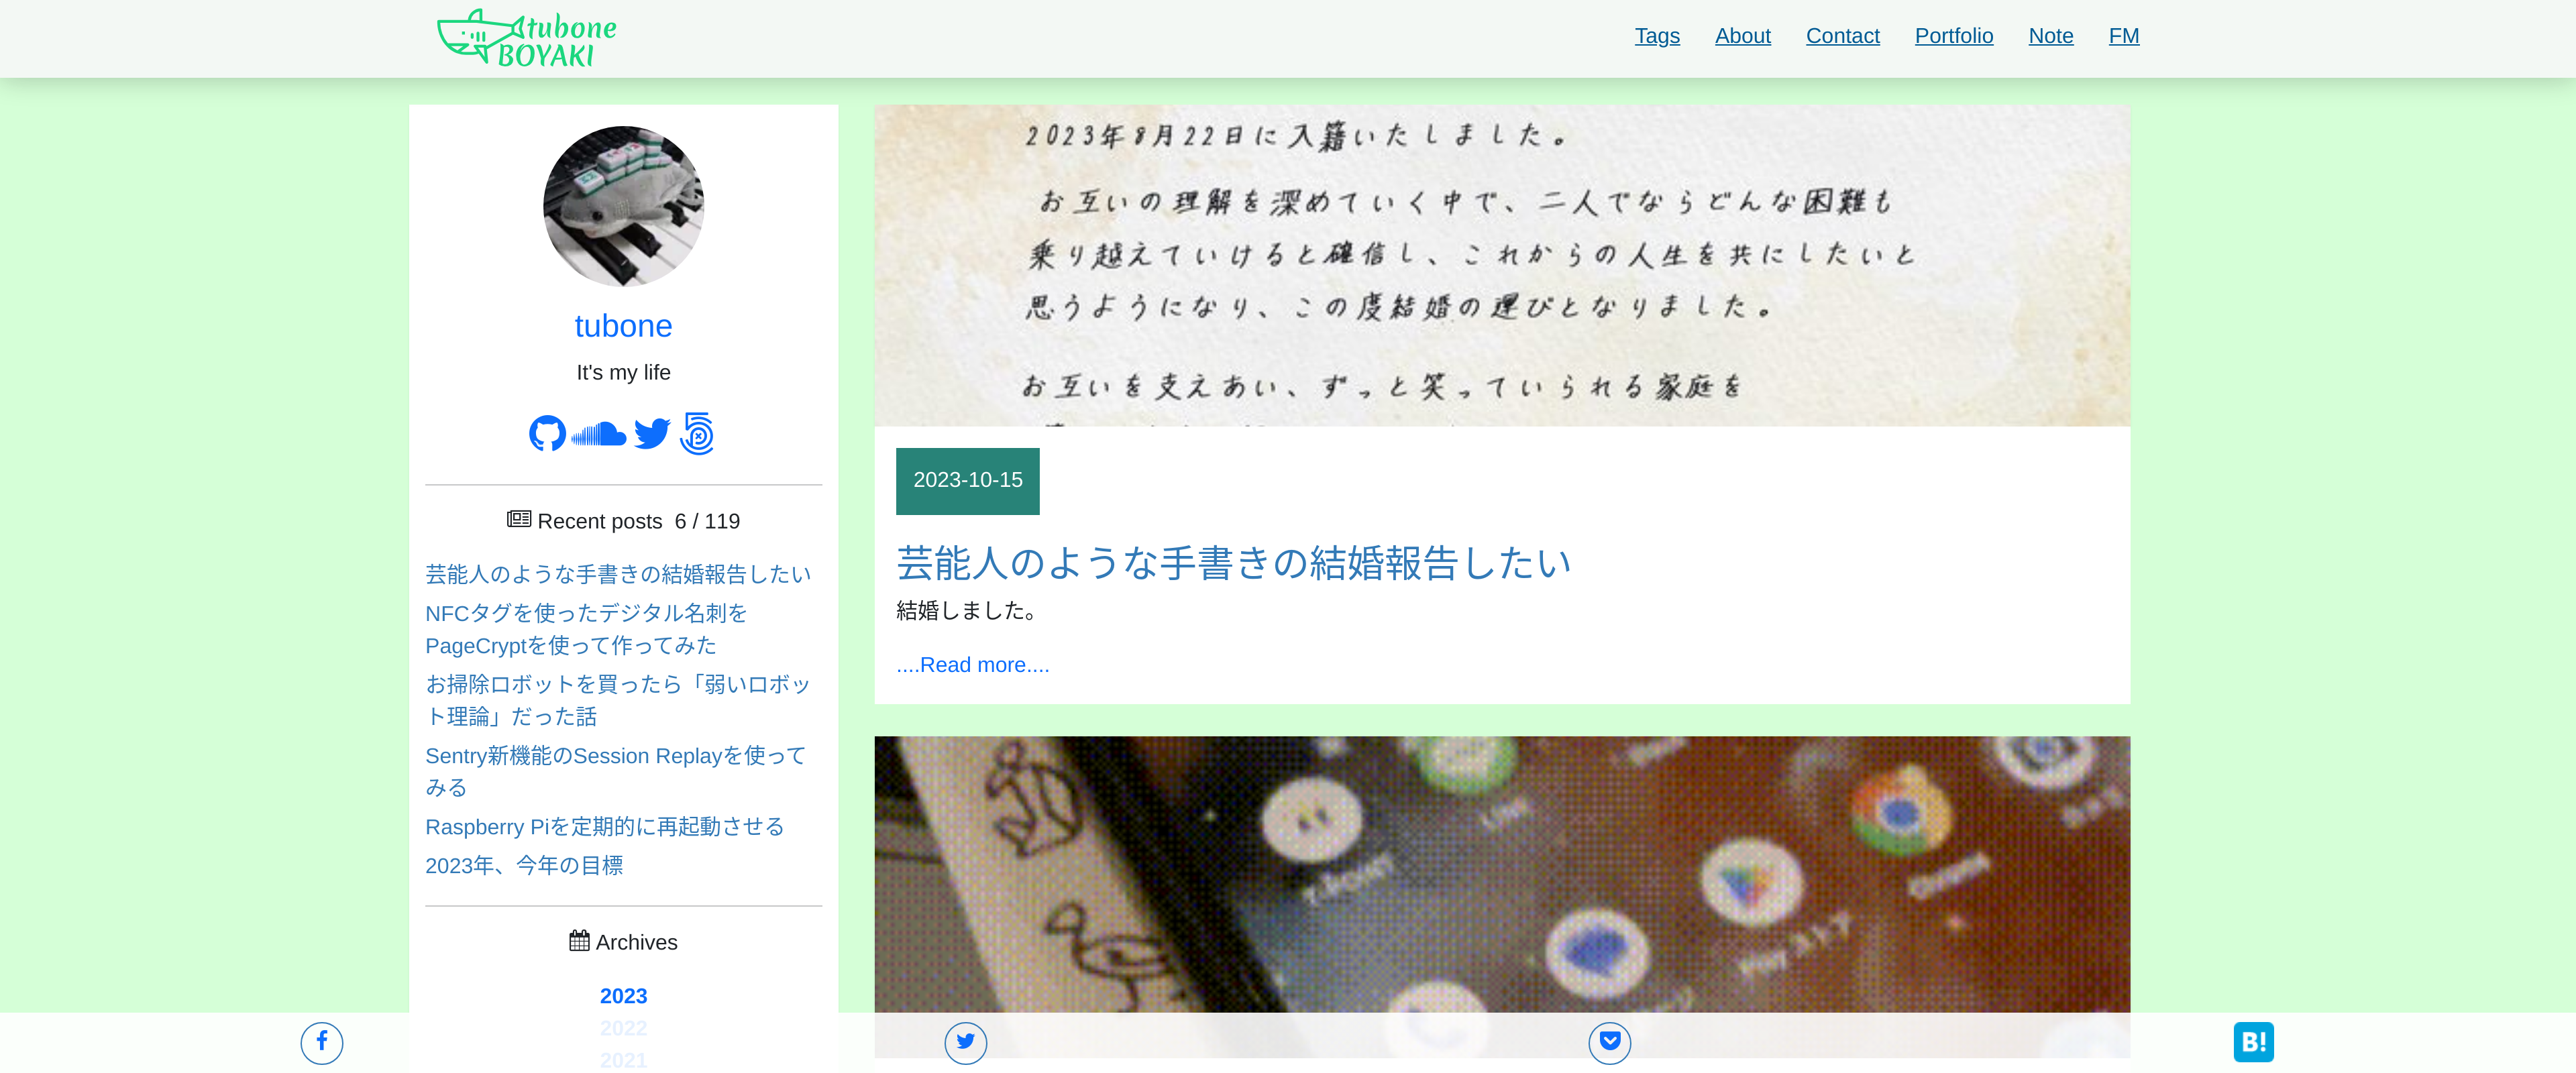 tubone
BOYAKI
Tags About Contact Portfolio Note FM
tubone
It's my life
Recent posts 6 / 119
芸能人のような手書きの結婚報告したい
NFCタグを使ったデジタル名刺を
PageCryptを使って作ってみた
お掃除ロボットを買ったら「弱いロボッ
ト理論」だった話
Sentry新機能のSession Replayを使って
みる
Raspberry Piを定期的に再起動させる
2023年、今年の目標
Archives
2023
2022
2021
2023年8月22日に入籍いたしました。
お互いの理解を深めていく中で、二人でならどんな困難も
乗り越えていけると確信し、これからの人生を共にしたいと
思うようになり、この度結婚の運びとなりました。
お互いを支えあい、ずっと笑っていられる家庭を
2023-10-15
芸能人のような手書きの結婚報告したい
結婚しました。
....Read more....
LINE
B!